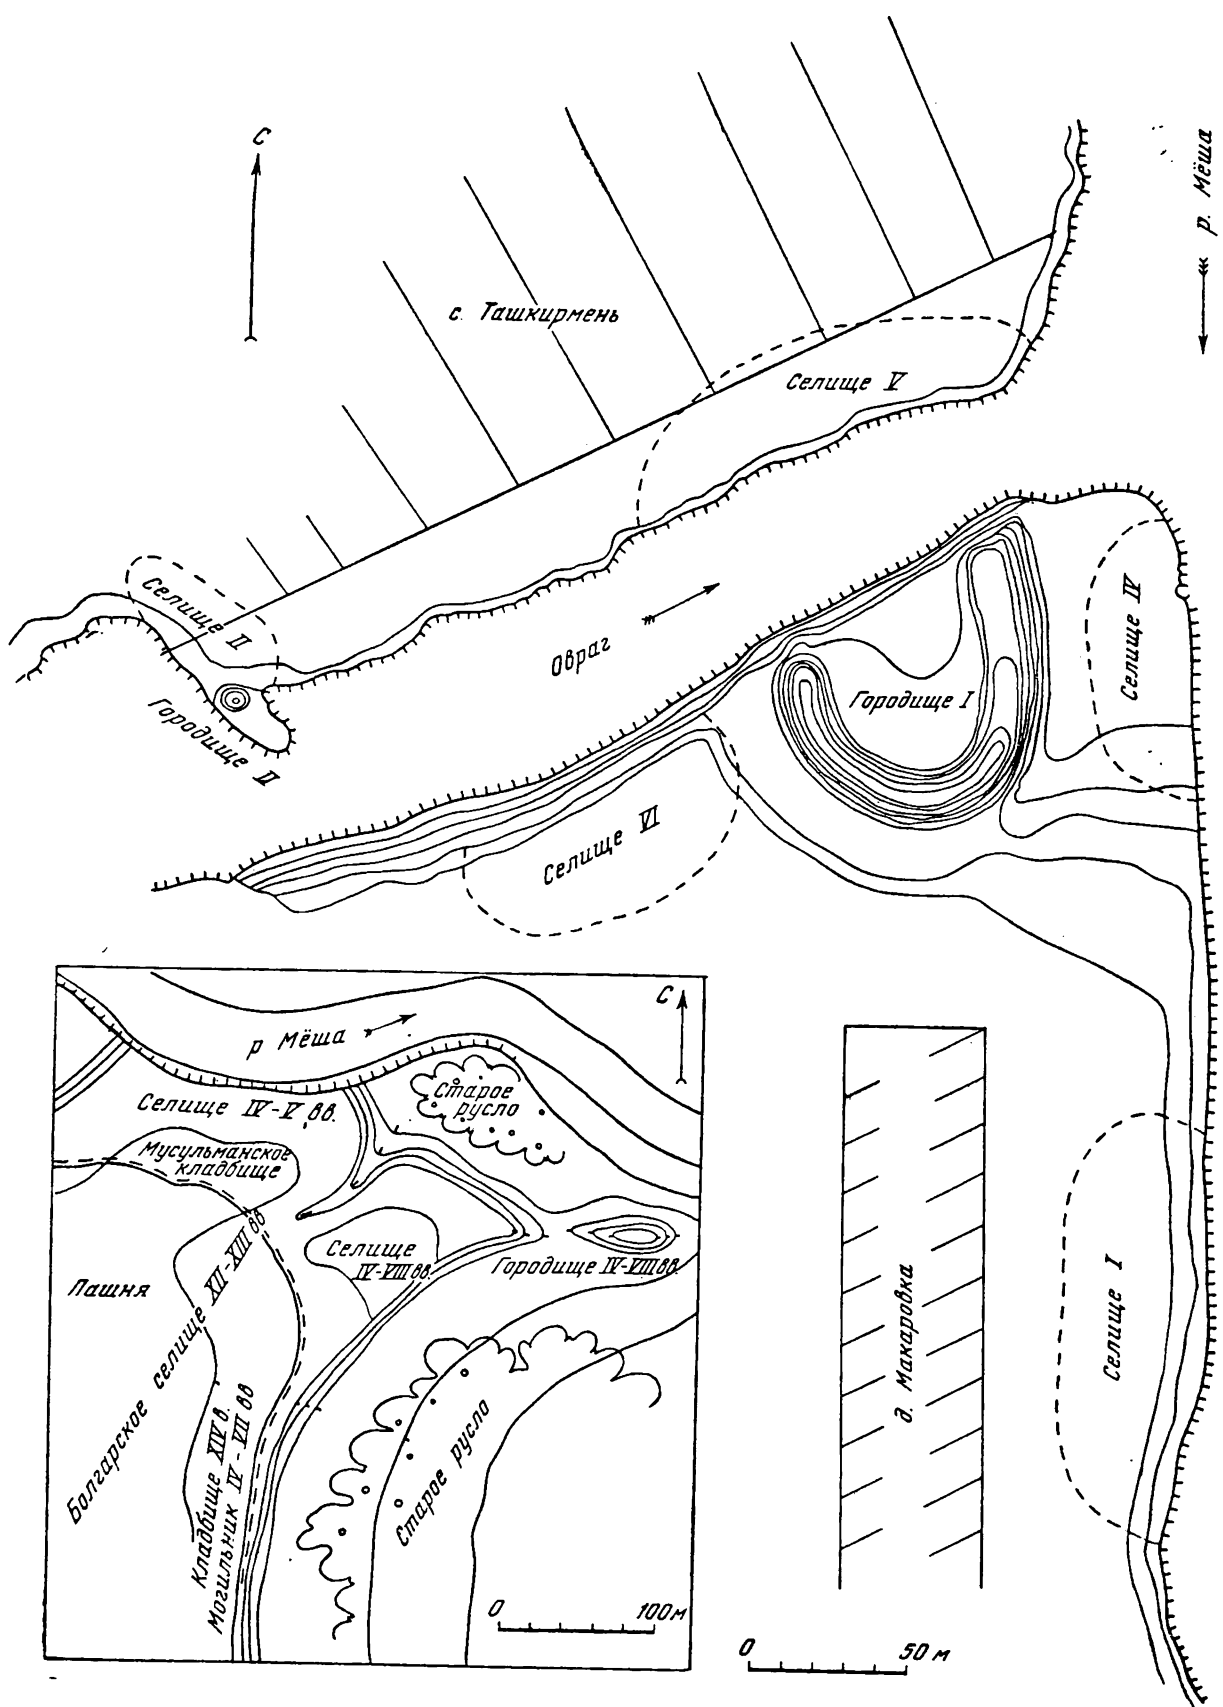 С
р. Мёша
с. Ташкирмень
Селище V
Селище II
Городище II
Овраг
Селище IV
Городище I
Селище VI
С
р Мёша
Старое
русло
Селище IV-V вв.
Мусульманское
кладбище
Селище
IV-VIII вв.
Городище IV-VIII вв.
Пашня
Болгарское селище XII-XIII вв
Кладбище XIV в.
Могильник IV-VII вв
Старое русло
0 100 м
д. Макаровка
Селище I
0 50 м